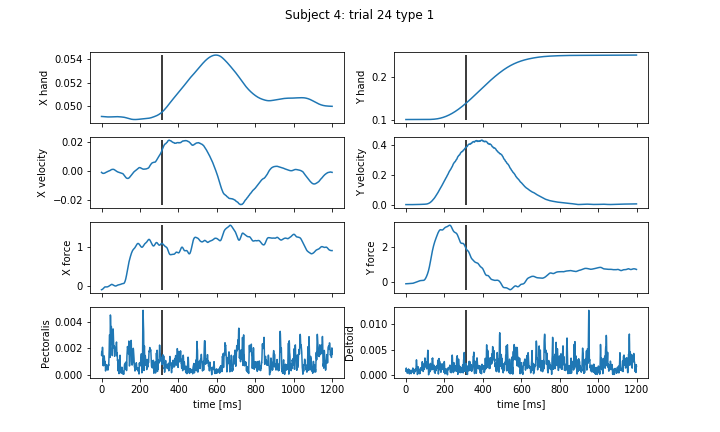 Subject 4: trial 24 type 1
X hand
0.054
0.050
Y hand
0.2
0.1
X velocity
0.02
0.00
−0.02
Y velocity
0.4
0.2
0.0
X force
1
0
Y force
2
0
Pectoralis
0.004
0.002
0.000
0 200 400 600 800 1000 1200
time [ms]
Deltoid
0.010
0.005
0.000
0 200 400 600 800 1000 1200
time [ms]